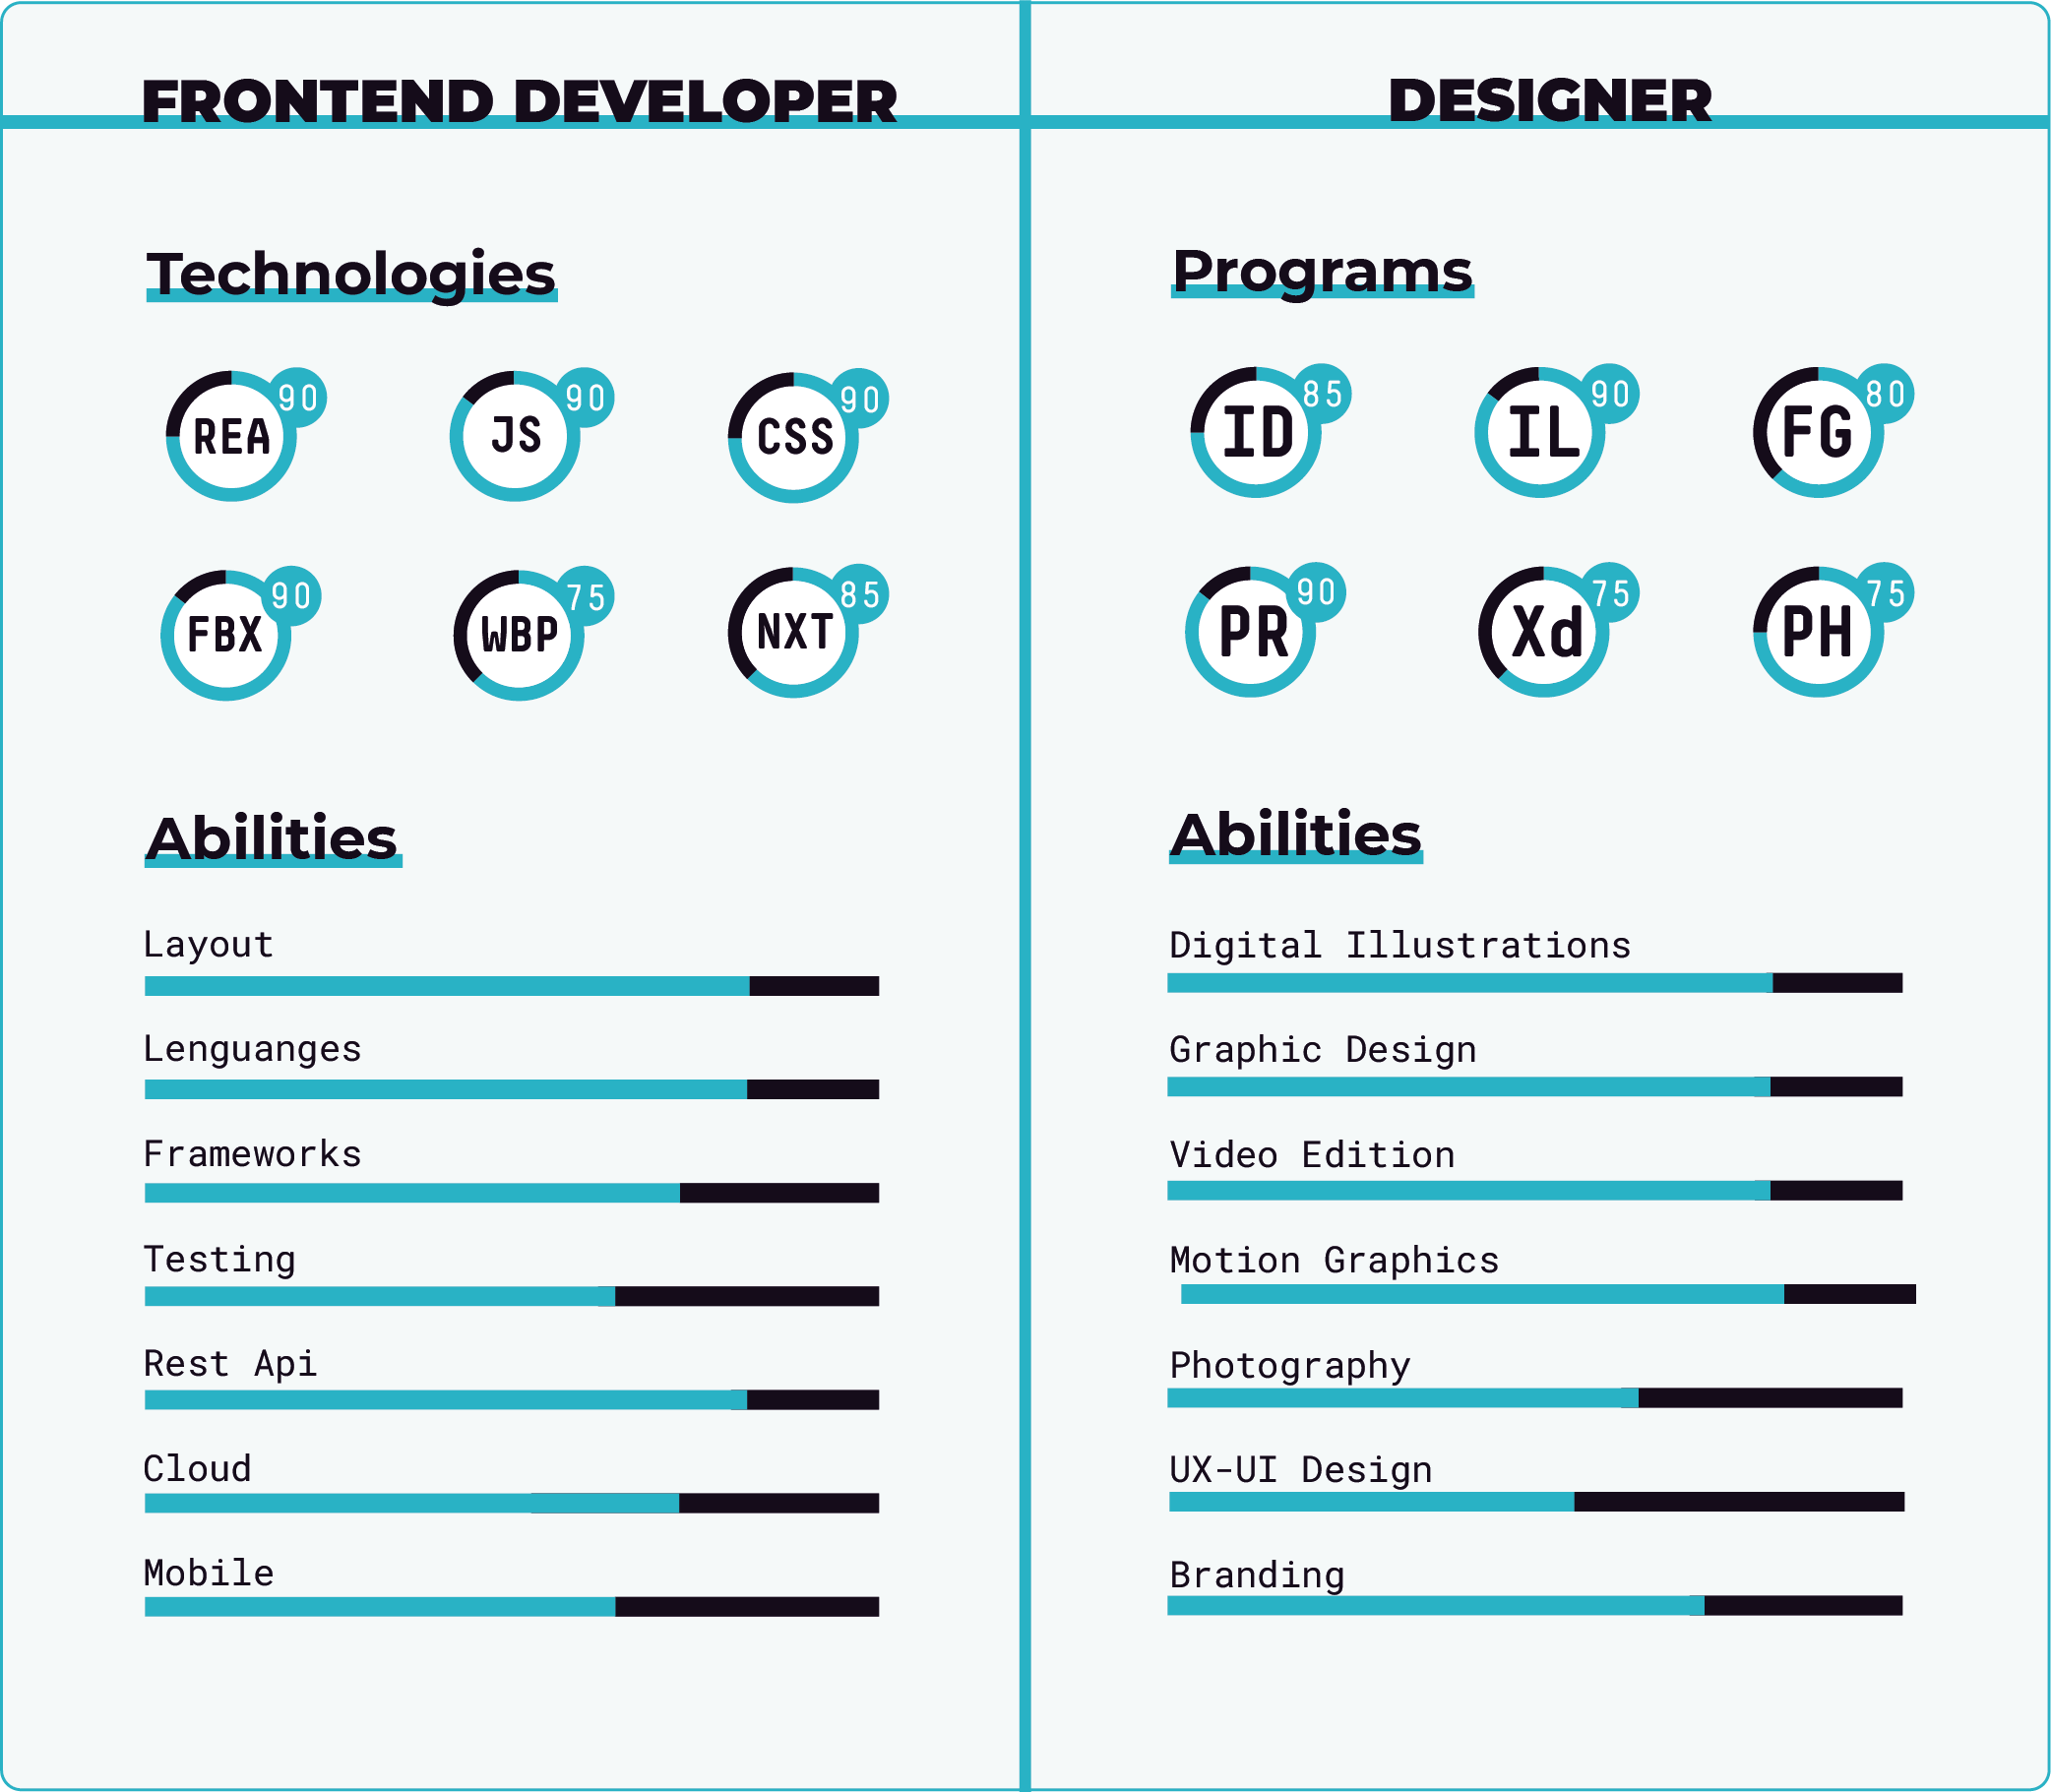 FRONTEND DEVELOPER
Technologies
REA 90
JS 90
CSS 90
FBX 90
WBP 75
NXT 85
Abilities
Layout
Lenguanges
Frameworks
Testing
Rest Api
Cloud
Mobile
DESIGNER
Programs
ID 85
IL 90
FG 80
PR 90
Xd 75
PH 75
Abilities
Digital Illustrations
Graphic Design
Video Edition
Motion Graphics
Photography
UX-UI Design
Branding